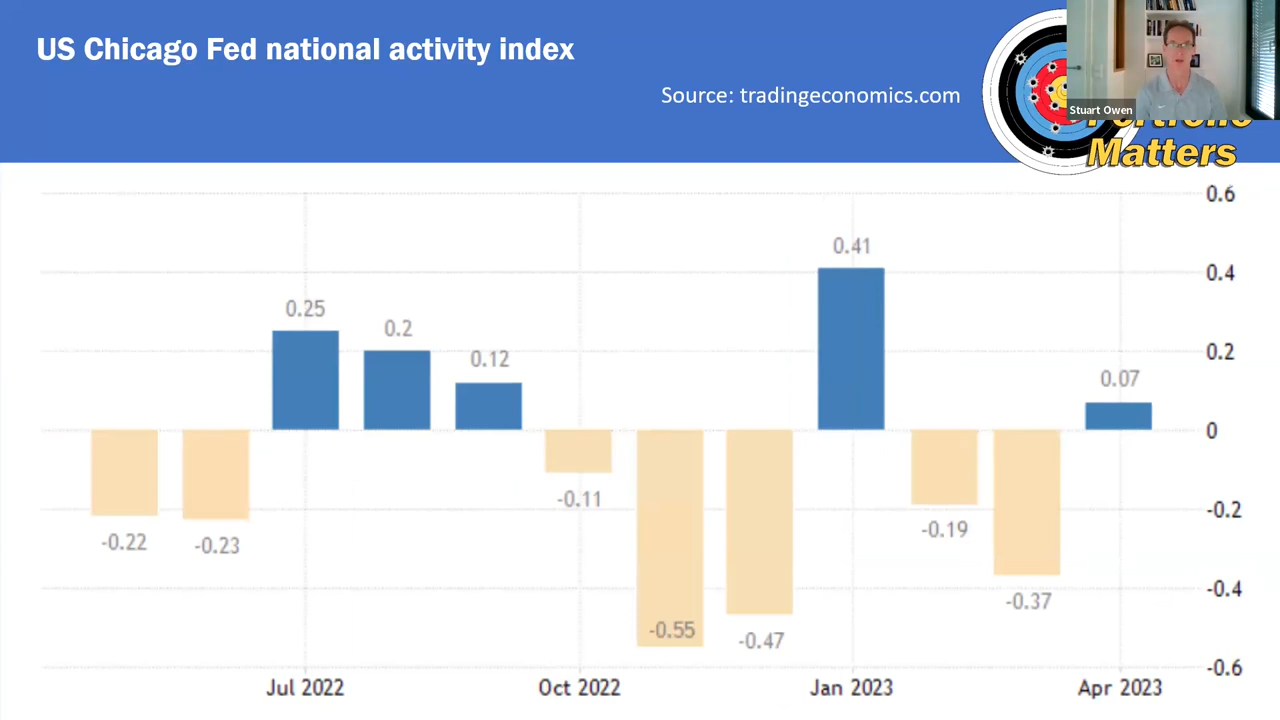 US Chicago Fed national activity index
Source: tradingeconomics.com
Stuart Owen
Matters
0.6
0.41
0.4
0.25
0.2
0.12
0.2
0.07
0
-0.11
-0.2
-0.22
-0.23
-0.19
-0.4
-0.37
-0.55
-0.47
-0.6
Jul 2022
Oct 2022
Jan 2023
Apr 2023